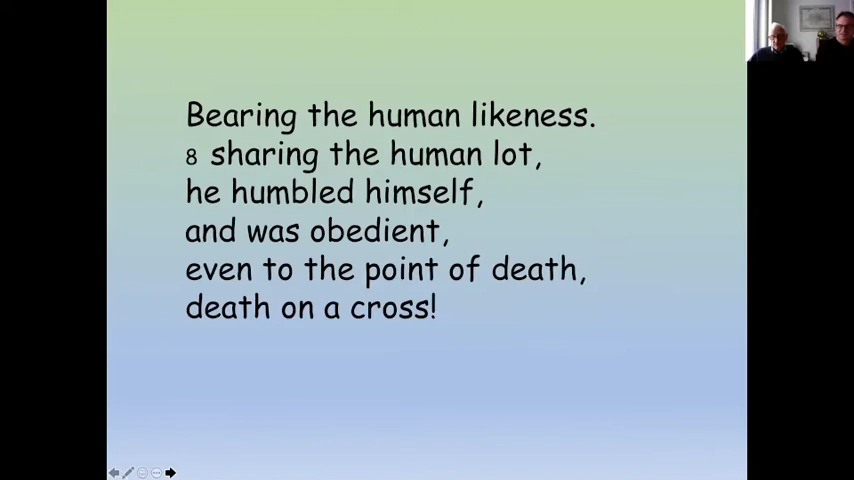 Bearing the human likeness.
8 sharing the human lot,
he humbled himself,
and was obedient,
even to the point of death,
death on a cross!